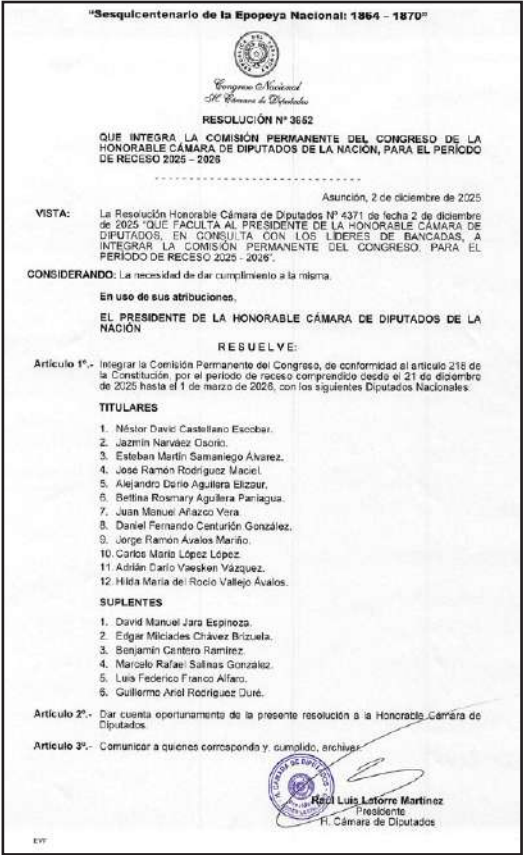 "Sesquicentenario de la Epopeya Nacional: 1864 – 1870"
Congreso Nacional
H. Cámara de Diputados
RESOLUCIÓN Nº 3652
QUE INTEGRA LA COMISIÓN PERMANENTE DEL CONGRESO DE LA
HONORABLE CÁMARA DE DIPUTADOS DE LA NACIÓN, PARA EL PERÍODO
DE RECESO 2025 – 2026
Asunción, 2 de diciembre de 2025
VISTA: La Resolución Honorable Cámara de Diputados Nº 4371 de fecha 2 de diciembre
de 2025 "QUE FACULTA AL PRESIDENTE DE LA HONORABLE CÁMARA DE
DIPUTADOS, EN CONSULTA CON LOS LÍDERES DE BANCADAS, A
INTEGRAR LA COMISIÓN PERMANENTE DEL CONGRESO, PARA EL
PERÍODO DE RECESO 2025 - 2026".
CONSIDERANDO: La necesidad de dar cumplimiento a la misma.
En uso de sus atribuciones,
EL PRESIDENTE DE LA HONORABLE CÁMARA DE DIPUTADOS DE LA
NACIÓN
RESUELVE:
Artículo 1º.- Integrar la Comisión Permanente del Congreso, de conformidad al artículo 218 de
la Constitución, por el período de receso comprendido desde el 21 de diciembre
de 2025 hasta el 1 de marzo de 2026, con los siguientes Diputados Nacionales:
TITULARES
1. Néstor David Castellano Escobar.
2. Jazmín Narváez Osorio.
3. Esteban Martín Samaniego Álvarez.
4. José Ramón Rodríguez Maciel.
5. Alejandro Darío Aguilera Elizaur.
6. Bettina Rosmary Aguilera Paniagua.
7. Juan Manuel Añazco Vera.
8. Daniel Fernando Centurión González.
9. Jorge Ramón Ávalos Mariño.
10. Carlos María López López.
11. Adrián Darío Vaesken Vázquez.
12. Hilda María del Rocío Vallejo Ávalos.
SUPLENTES
1. David Manuel Jara Espinoza.
2. Edgar Milciades Chávez Brizuela.
3. Benjamín Cantero Ramírez.
4. Marcelo Rafael Salinas González.
5. Luis Federico Franco Alfaro.
6. Guillermo Ariel Rodríguez Duré.
Artículo 2º.- Dar cuenta oportunamente de la presente resolución a la Honorable Cámara de
Diputados.
Artículo 3º.- Comunicar a quienes corresponda y, cumplido, archivar.
Raúl Luis Latorre Martínez
Presidente
H. Cámara de Diputados